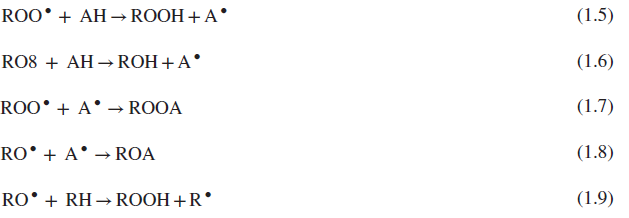 ROO• + AH → ROOH + A• (1.5)
RO8 + AH → ROH + A• (1.6)
ROO• + A• → ROOA (1.7)
RO• + A• → ROA (1.8)
RO• + RH → ROOH + R• (1.9)